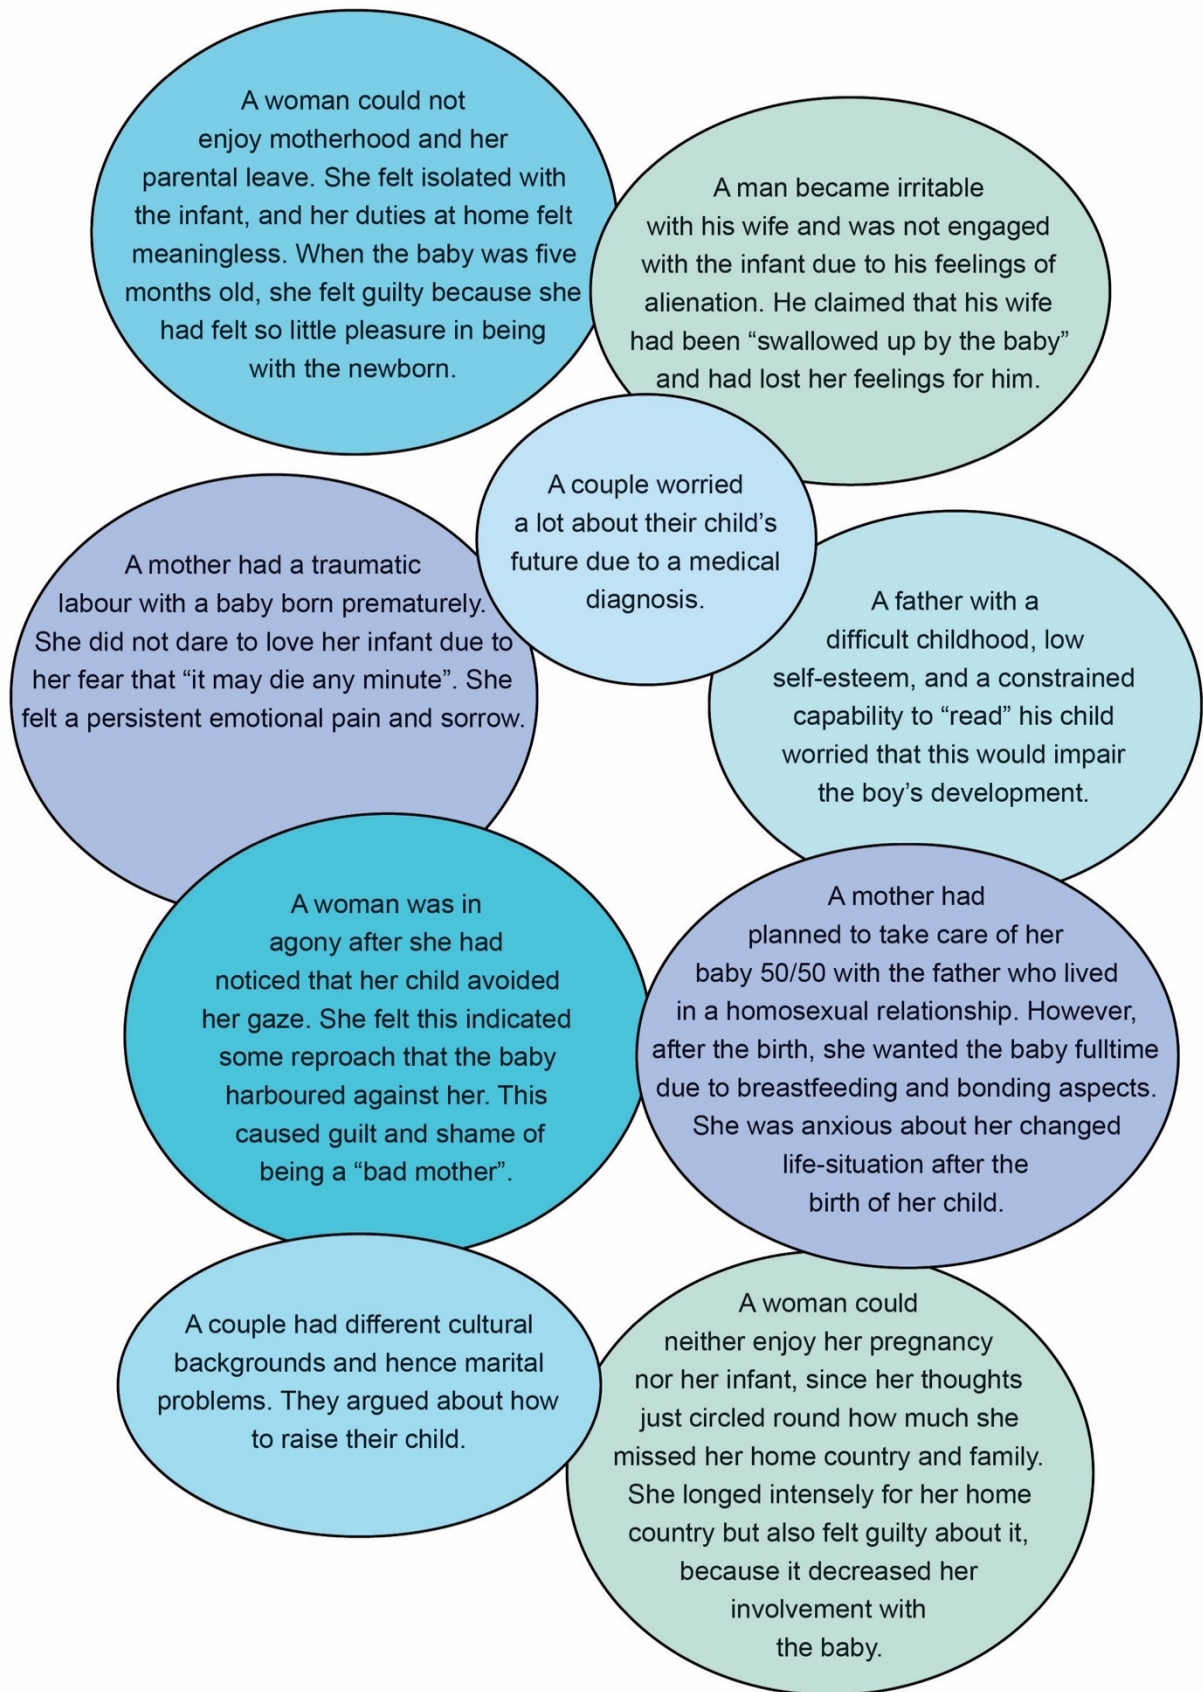 A woman could not
enjoy motherhood and her
parental leave. She felt isolated with
the infant, and her duties at home felt
meaningless. When the baby was five
months old, she felt guilty because she
had felt so little pleasure in being
with the newborn.
A man became irritable
with his wife and was not engaged
with the infant due to his feelings of
alienation. He claimed that his wife
had been “swallowed up by the baby”
and had lost her feelings for him.
A couple worried
a lot about their child’s
future due to a medical
diagnosis.
A mother had a traumatic
labour with a baby born prematurely.
She did not dare to love her infant due to
her fear that “it may die any minute”. She
felt a persistent emotional pain and sorrow.
A father with a
difficult childhood, low
self-esteem, and a constrained
capability to “read” his child
worried that this would impair
the boy’s development.
A woman was in
agony after she had
noticed that her child avoided
her gaze. She felt this indicated
some reproach that the baby
harboured against her. This
caused guilt and shame of
being a “bad mother”.
A mother had
planned to take care of her
baby 50/50 with the father who lived
in a homosexual relationship. However,
after the birth, she wanted the baby fulltime
due to breastfeeding and bonding aspects.
She was anxious about her changed
life-situation after the
birth of her child.
A couple had different cultural
backgrounds and hence marital
problems. They argued about how
to raise their child.
A woman could
neither enjoy her pregnancy
nor her infant, since her thoughts
just circled round how much she
missed her home country and family.
She longed intensely for her home
country but also felt guilty about it,
because it decreased her
involvement with
the baby.